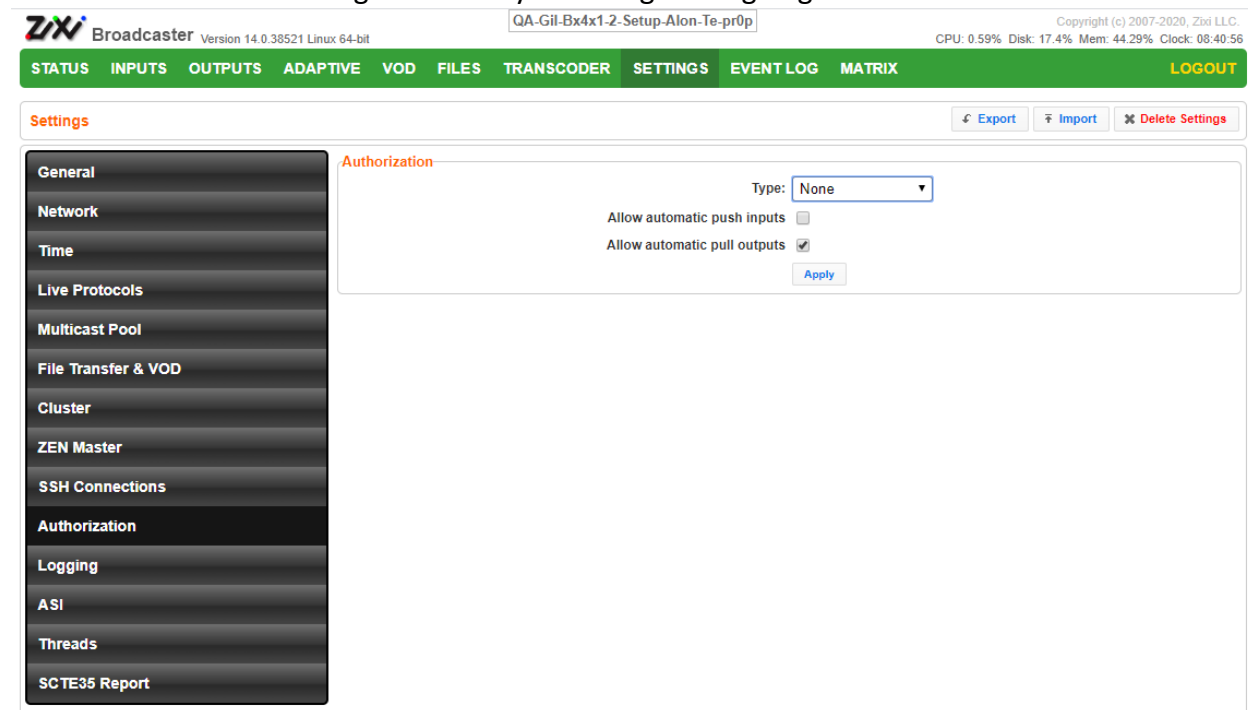 ZiXi Broadcaster Version 14.0.38521 Linux 64-bit
QA-Gil-Bx4x1-2-Setup-Alon-Te-pr0p
Copyright (c) 2007-2020, Zixi LLC.
CPU: 0.59% Disk: 17.4% Mem: 44.29% Clock: 08:40:56
STATUS INPUTS OUTPUTS ADAPTIVE VOD FILES TRANSCODER SETTINGS EVENT LOG MATRIX LOGOUT
Settings
Export Import Delete Settings
General
Network
Time
Live Protocols
Multicast Pool
File Transfer & VOD
Cluster
ZEN Master
SSH Connections
Authorization
Logging
ASI
Threads
SCTE35 Report
Authorization
Type: None
Allow automatic push inputs
Allow automatic pull outputs
Apply